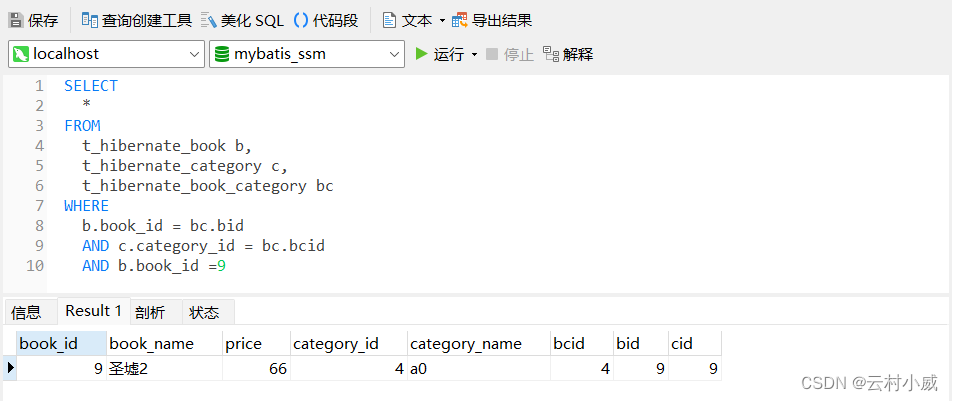 保存 查询创建工具 美化 SQL () 代码段 文本 导出结果
localhost mybatis_ssm 运行 停止 解释
1 SELECT
2 *
3 FROM
4 t_hibernate_book b,
5 t_hibernate_category c,
6 t_hibernate_book_category bc
7 WHERE
8 b.book_id = bc.bid
9 AND c.category_id = bc.bcid
10 AND b.book_id =9
信息 Result 1 剖析 状态
book_id book_name price category_id category_name bcid bid cid
9 圣墟2 66 4 a0 4 9 9
CSDN @云村小威